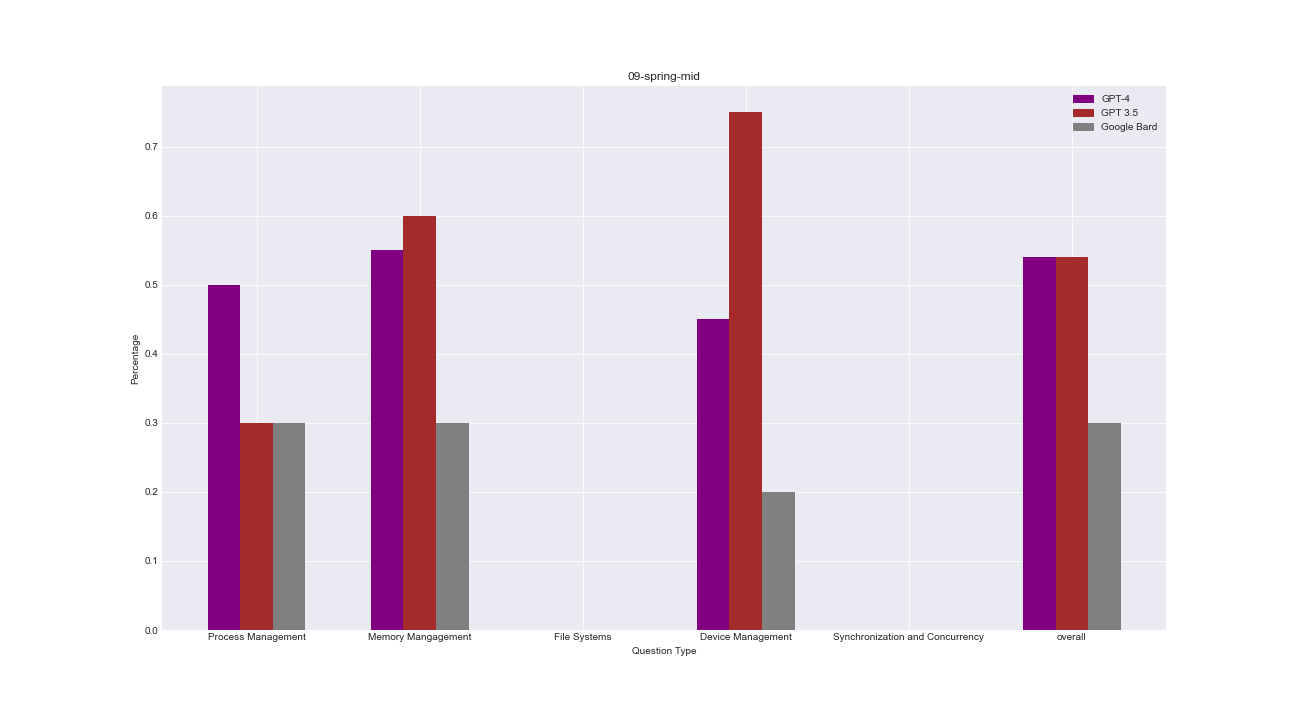 09-spring-mid
GPT-4
GPT 3.5
Google Bard
Percentage
0.7
0.6
0.5
0.4
0.3
0.2
0.1
0.0
Process Management
Memory Mangagement
File Systems
Device Management
Synchronization and Concurrency
overall
Question Type